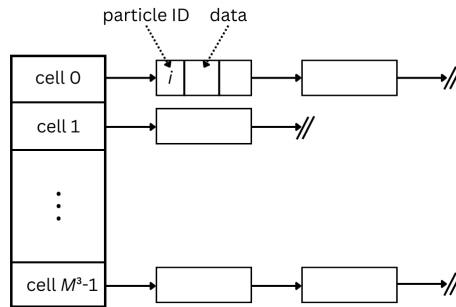 particle ID data
cell 0
i
cell 1
⋮
cell M³-1